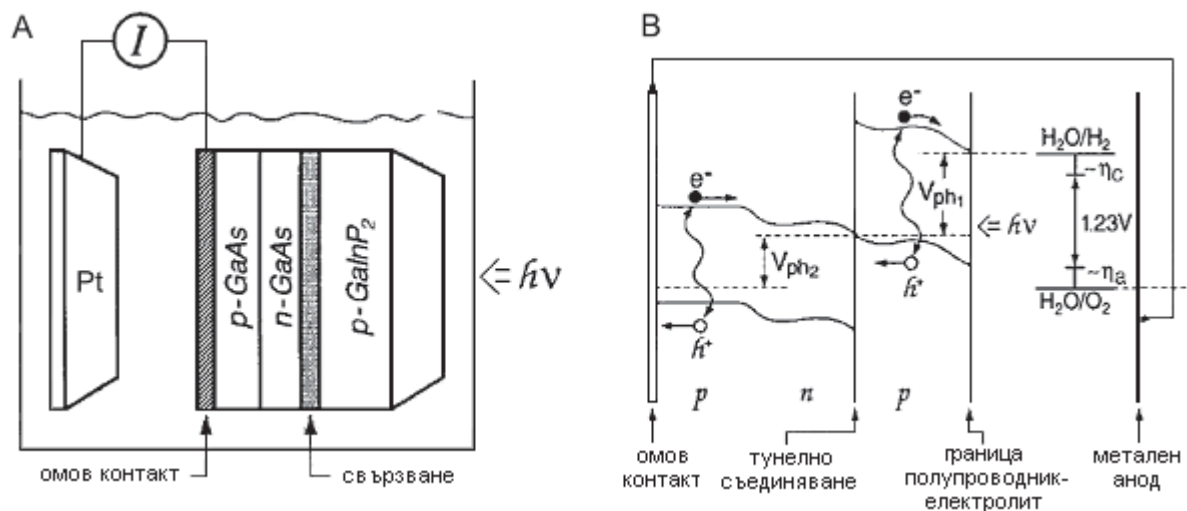 A
I
Pt
p-GaAs
n-GaAs
p-GaInP₂
⇐ hν
омов контакт
свързване
B
e⁻
h⁺
Vph₂
e⁻
h⁺
Vph₁
⇐ hν
H₂O/H₂
~ηc
1.23V
~ηa
H₂O/O₂
p
n
p
омов
контакт
тунелно
съединяване
граница
полупроводник-
електролит
метален
анод